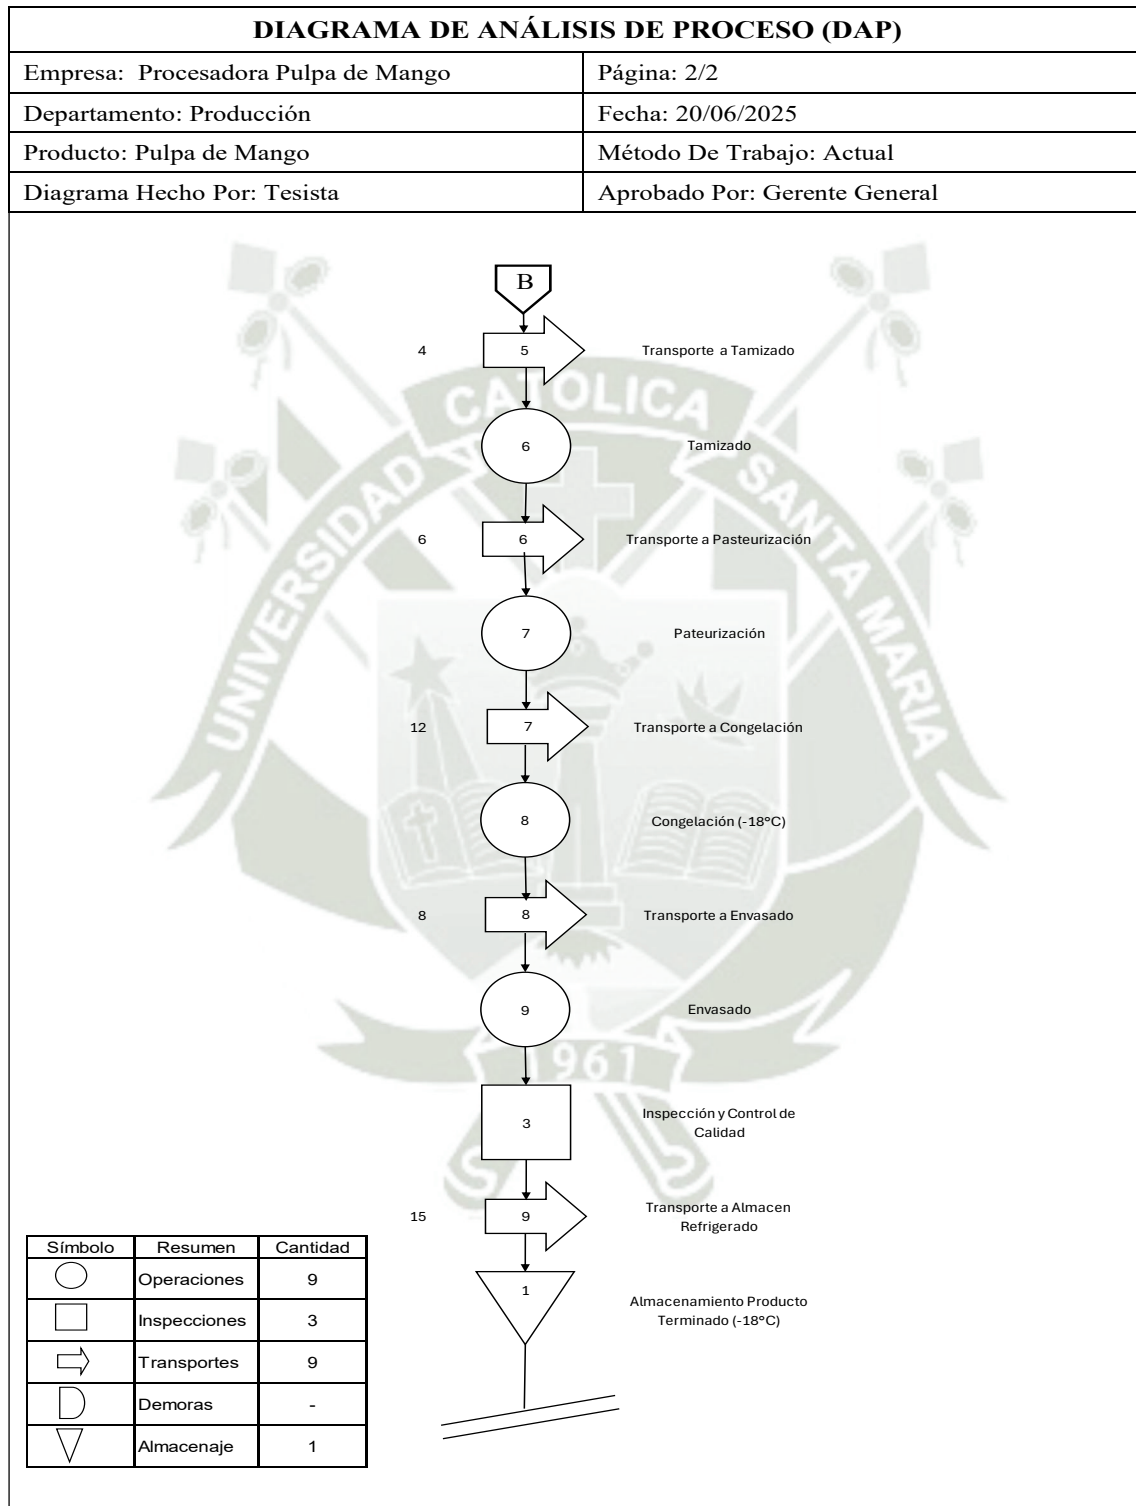 DIAGRAMA DE ANÁLISIS DE PROCESO (DAP)
Empresa: Procesadora Pulpa de Mango
Página: 2/2
Departamento: Producción
Fecha: 20/06/2025
Producto: Pulpa de Mango
Método De Trabajo: Actual
Diagrama Hecho Por: Tesista
Aprobado Por: Gerente General
B
4 5 Transporte a Tamizado
6 Tamizado
6 6 Transporte a Pasteurización
7 Pateurización
12 7 Transporte a Congelación
8 Congelación (-18°C)
8 8 Transporte a Envasado
9 Envasado
3 Inspección y Control de
Calidad
15 9 Transporte a Almacen
Refrigerado
1 Almacenamiento Producto
Terminado (-18°C)
Símbolo Resumen Cantidad
Operaciones 9
Inspecciones 3
Transportes 9
Demoras -
Almacenaje 1
UNIVERSIDAD CATOLICA SANTA MARIA
1961